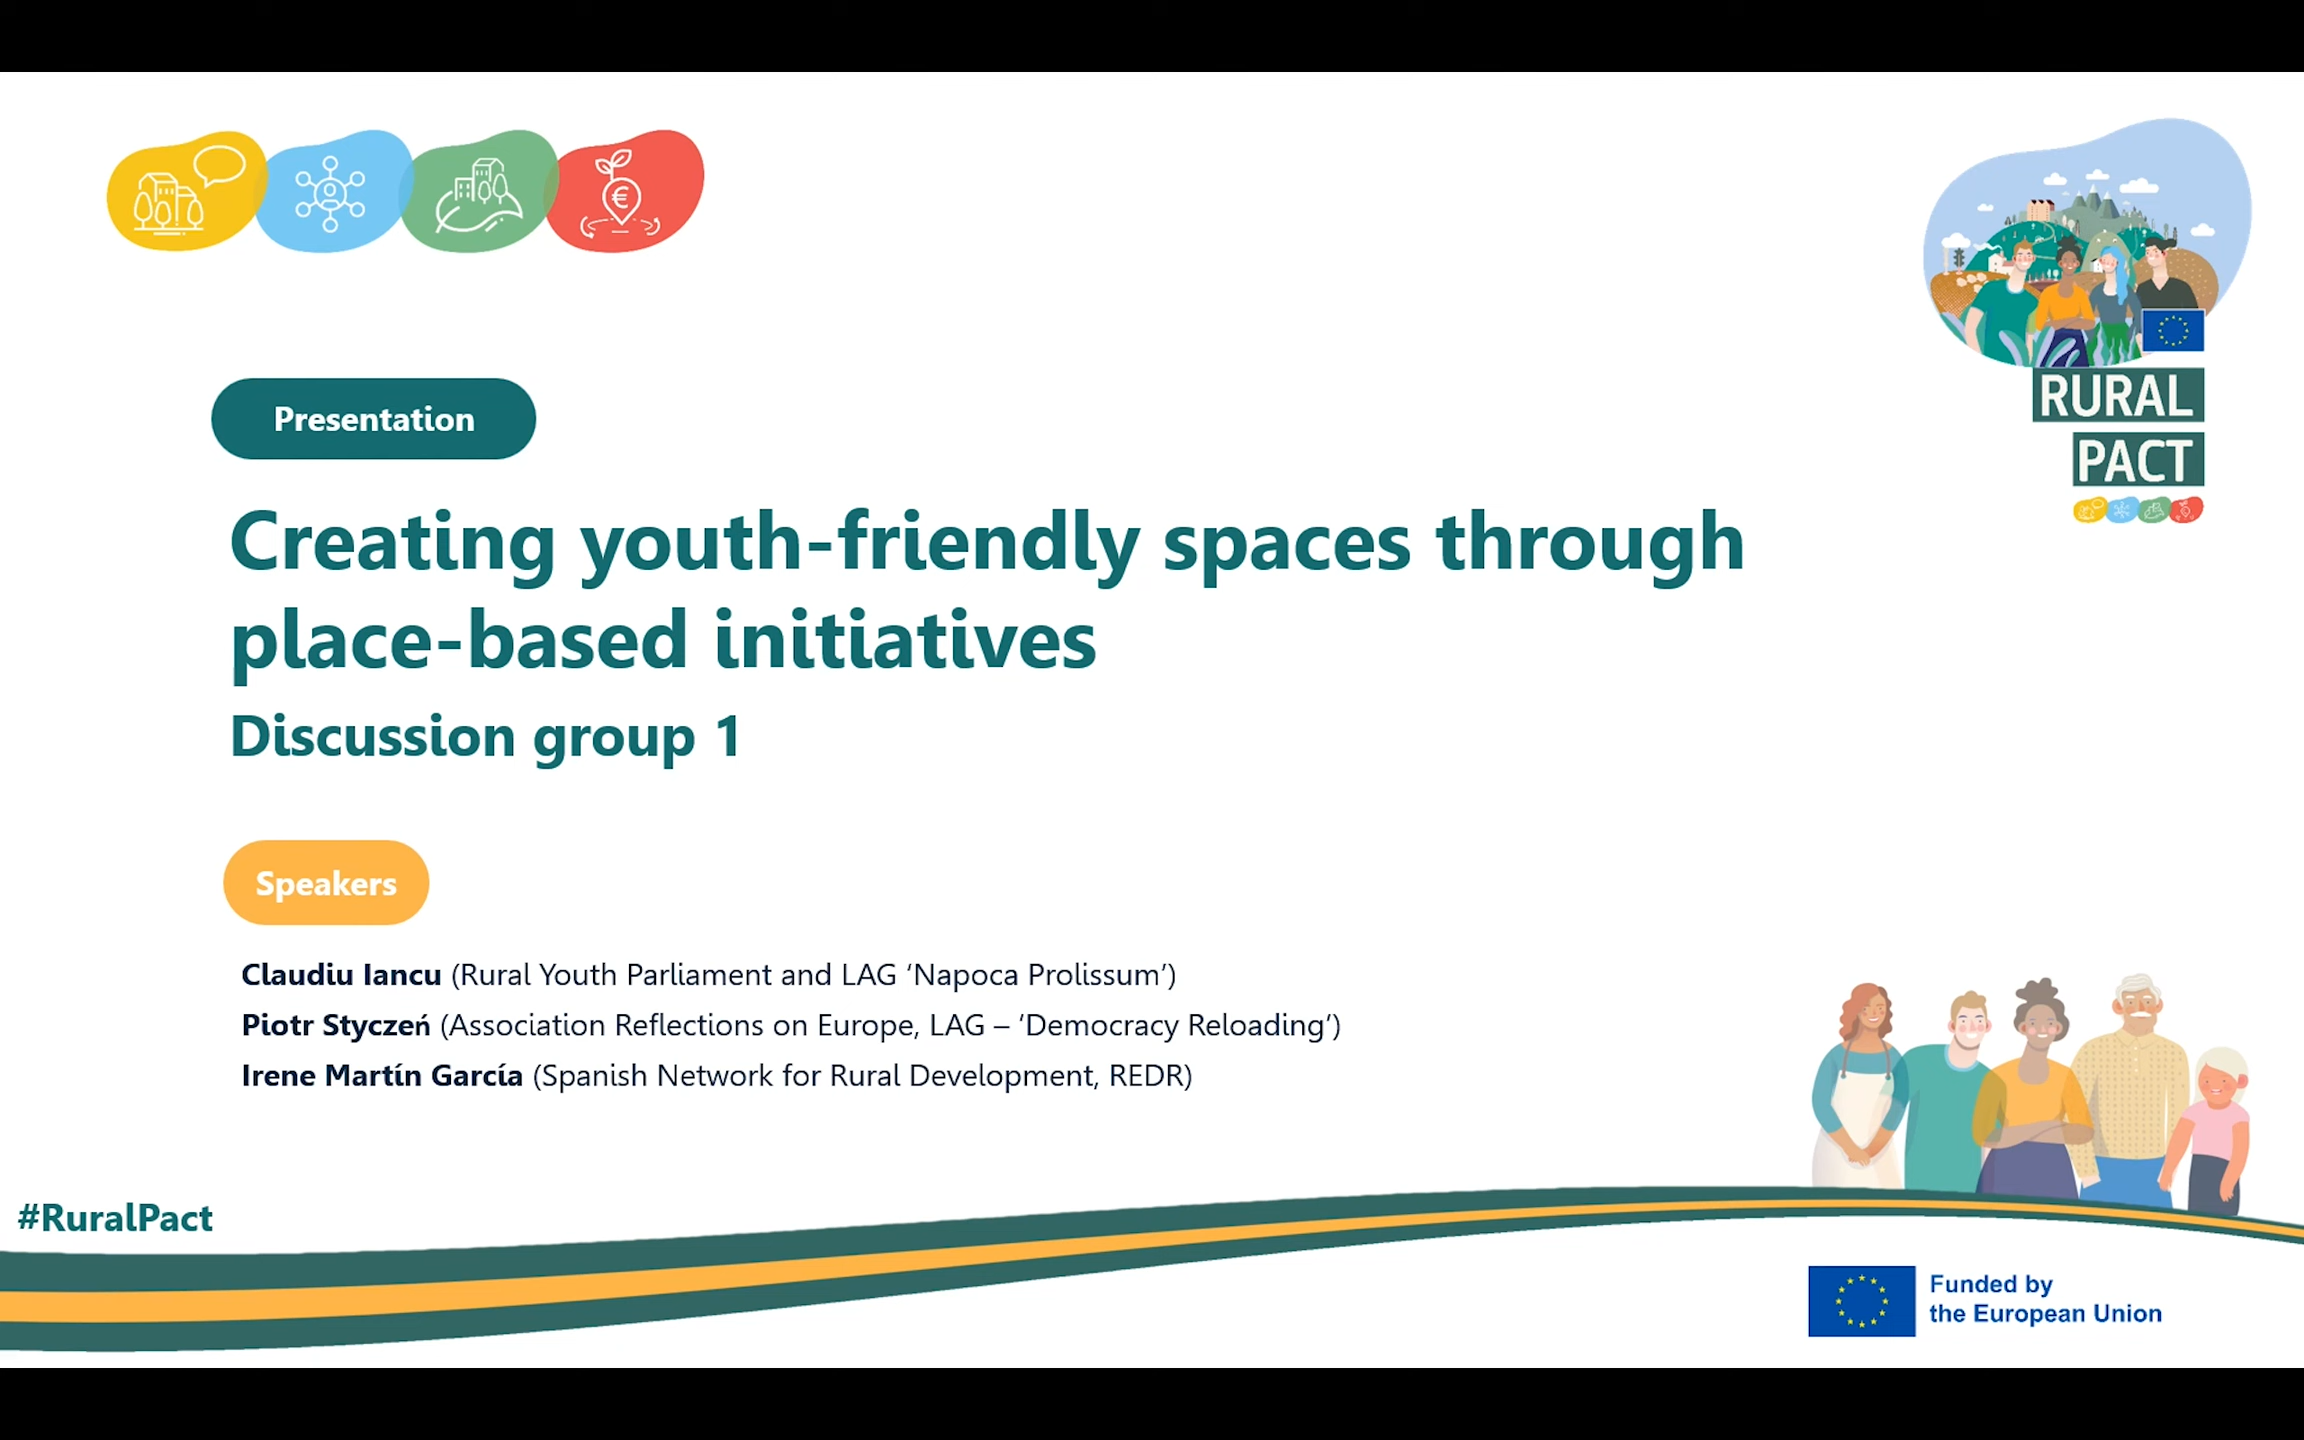 Presentation
RURAL
PACT
Creating youth-friendly spaces through
place-based initiatives
Discussion group 1
Speakers
Claudiu Iancu (Rural Youth Parliament and LAG ‘Napoca Prolissum’)
Piotr Styczeń (Association Reflections on Europe, LAG – ‘Democracy Reloading’)
Irene Martín García (Spanish Network for Rural Development, REDR)
#RuralPact
Funded by
the European Union